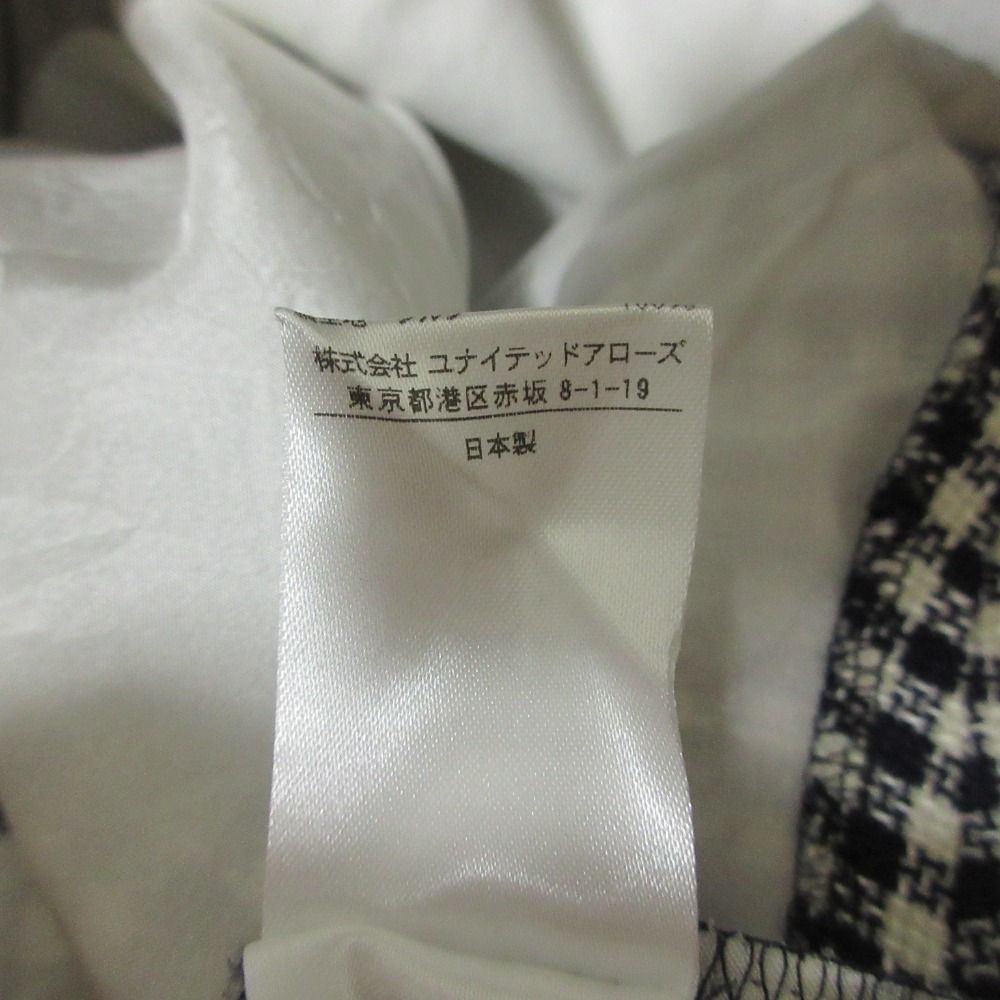 100%
株式会社 ユナイテッドアローズ
東京都港区赤坂 8-1-19
日本製